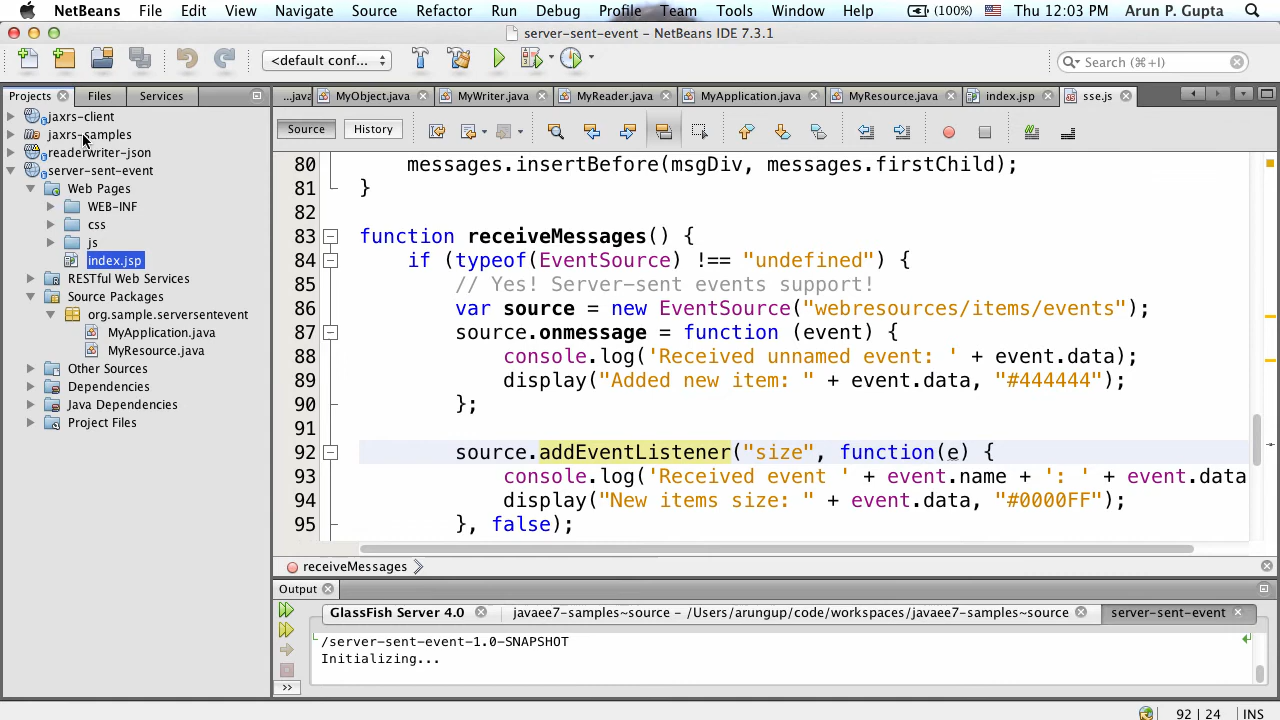 NetBeans File Edit View Navigate Source Refactor Run Debug Profile Team Tools Window Help (100%) Thu 12:03 PM Arun P. Gupta
server-sent-event – NetBeans IDE 7.3.1
<default conf... Search (⌘+I)
Projects Files Services
...java MyObject.java MyWriter.java MyReader.java MyApplication.java MyResource.java index.jsp sse.js
Source History
jaxrs-client
jaxrs-samples
readerwriter-json
server-sent-event
Web Pages
WEB-INF
css
js
index.jsp
RESTful Web Services
Source Packages
org.sample.serversentevent
MyApplication.java
MyResource.java
Other Sources
Dependencies
Java Dependencies
Project Files
80 messages.insertBefore(msgDiv, messages.firstChild);
81 }
82
83 function receiveMessages() {
84 if (typeof(EventSource) !== "undefined") {
85 // Yes! Server-sent events support!
86 var source = new EventSource("webresources/items/events");
87 source.onmessage = function (event) {
88 console.log('Received unnamed event: ' + event.data);
89 display("Added new item: " + event.data, "#444444");
90 };
91
92 source.addEventListener("size", function(e) {
93 console.log('Received event ' + event.name + ': ' + event.data
94 display("New items size: " + event.data, "#0000FF");
95 }, false);
receiveMessages
Output
GlassFish Server 4.0 javaee7-samples~source – /Users/arungup/code/workspaces/javaee7-samples~source server-sent-event
/server-sent-event-1.0-SNAPSHOT
Initializing...
92 | 24 INS